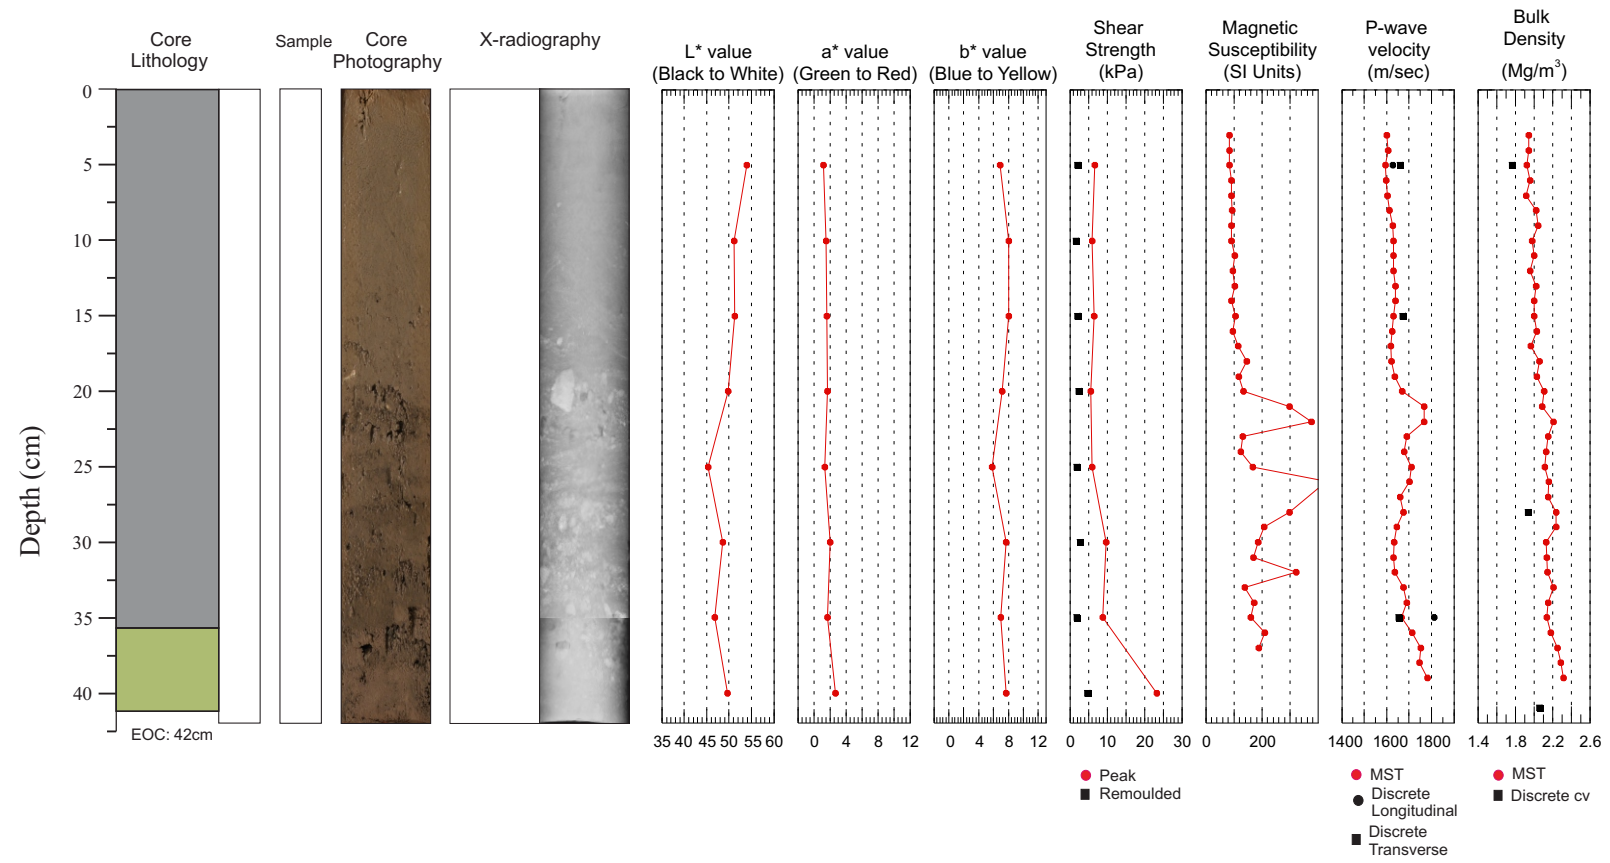 Core
Lithology
Sample
Core
Photography
X-radiography
L* value
(Black to White)
a* value
(Green to Red)
b* value
(Blue to Yellow)
Shear
Strength
(kPa)
Magnetic
Susceptibility
(SI Units)
P-wave
velocity
(m/sec)
Bulk
Density
(Mg/m³)
Depth (cm)
0
5
10
15
20
25
30
35
40
EOC: 42cm
35 40 45 50 55 60
0 4 8 12
0 4 8 12
0 10 20 30
0 200
1400 1600 1800
1.4 1.8 2.2 2.6
Peak
Remoulded
MST
Discrete
Longitudinal
Discrete
Transverse
MST
Discrete cv